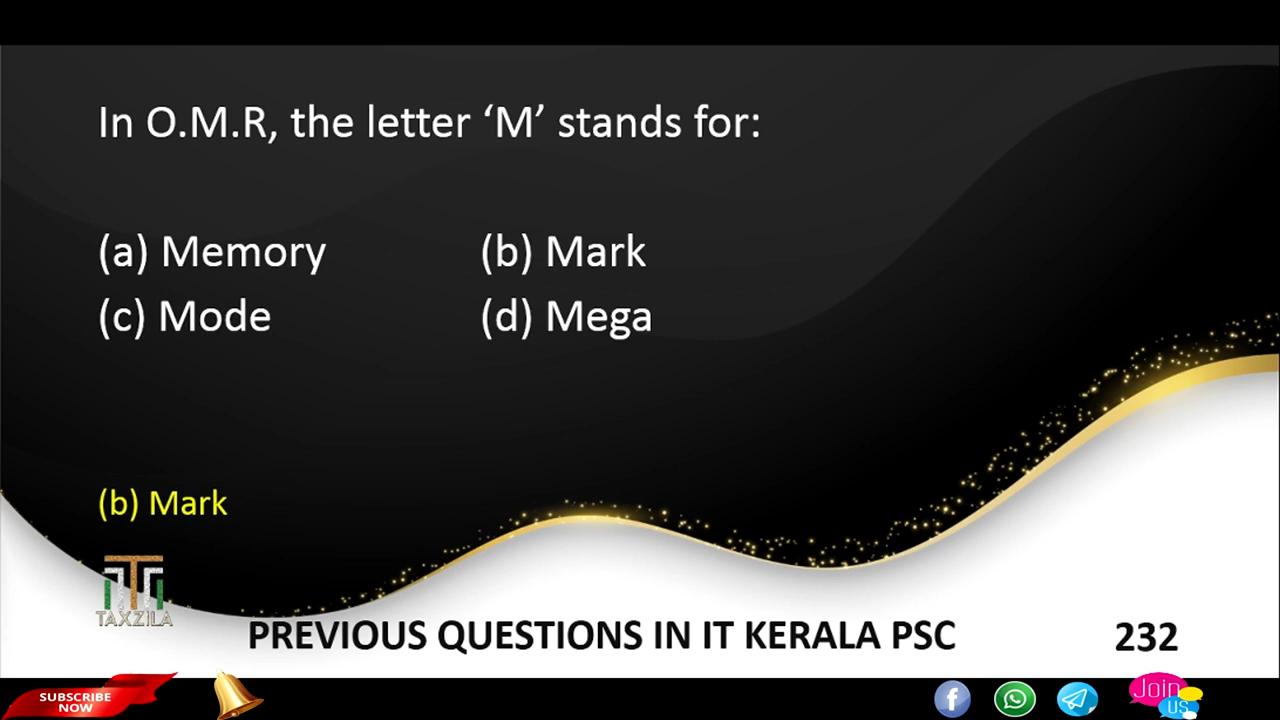 In O.M.R, the letter ‘M’ stands for:
(a) Memory (b) Mark
(c) Mode (d) Mega
(b) Mark
TAXZILA
PREVIOUS QUESTIONS IN IT KERALA PSC 232
SUBSCRIBE
NOW
Join
us